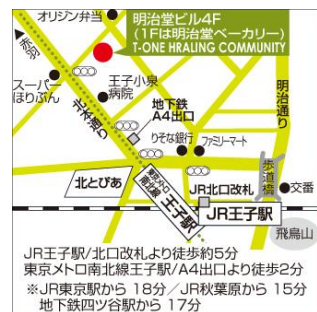 オリジン弁当
明治堂ビル4F
(1Fは明治堂ベーカリー)
T-ONE HRALING COMMUNITY
赤羽
スーパー
ほりぶん
王子小泉
病院
地下鉄
A4出口
北本通り
りそな銀行
ファミリーマート
明治通り
北とぴあ
東京メトロ
南北線
王子駅
JR北口改札
歩道橋
交番
JR王子駅
飛鳥山
JR王子駅/北口改札より徒歩約5分
東京メトロ南北線王子駅/A4出口より徒歩2分
※JR東京駅から 18分/JR秋葉原から 15分
地下鉄四ツ谷駅から 17分